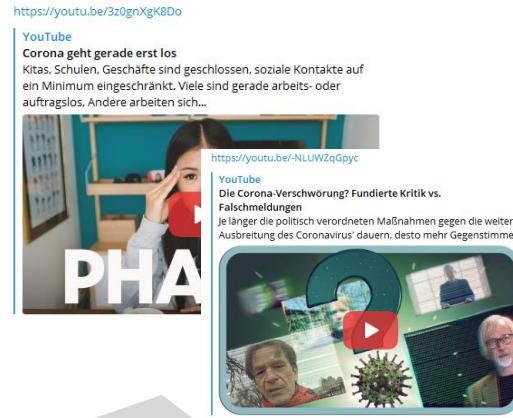 https://youtu.be/3z0gnXgK8Do
YouTube
Corona geht gerade erst los
Kitas, Schulen, Geschäfte sind geschlossen, soziale Kontakte auf
ein Minimum eingeschränkt. Viele sind gerade arbeits- oder
auftragslos, Andere arbeiten sich...
PHA
https://youtu.be/-NLUWZqGpyc
YouTube
Die Corona-Verschwörung? Fundierte Kritik vs.
Falschmeldungen
Je länger die politisch verordneten Maßnahmen gegen die weiter
Ausbreitung des Coronavirus' dauern, desto mehr Gegenstimme
?